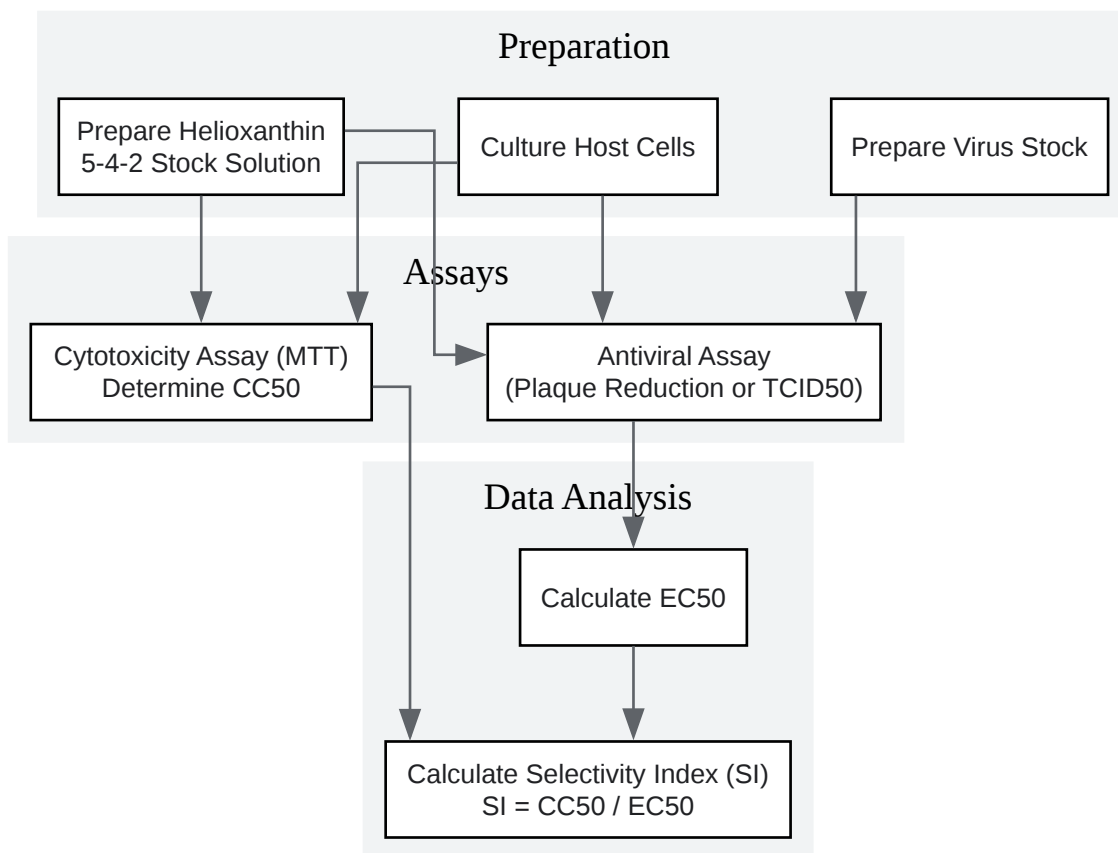 Preparation
Prepare Helioxanthin
5-4-2 Stock Solution
Culture Host Cells
Prepare Virus Stock
Assays
Cytotoxicity Assay (MTT)
Determine CC50
Antiviral Assay
(Plaque Reduction or TCID50)
Data Analysis
Calculate EC50
Calculate Selectivity Index (SI)
SI = CC50 / EC50